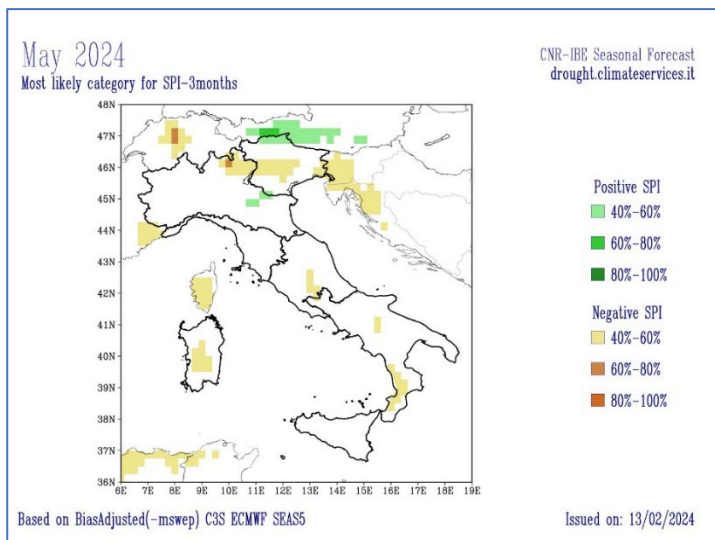 May 2024
Most likely category for SPI-3months
CNR-IBE Seasonal Forecast
drought.climateservices.it
48N
47N
46N
45N
44N
43N
42N
41N
40N
39N
38N
37N
36N
6E 7E 8E 9E 10E 11E 12E 13E 14E 15E 16E 17E 18E 19E
Positive SPI
40%-60%
60%-80%
80%-100%
Negative SPI
40%-60%
60%-80%
80%-100%
Based on BiasAdjusted(-mswep) C3S ECMWF SEAS5
Issued on: 13/02/2024